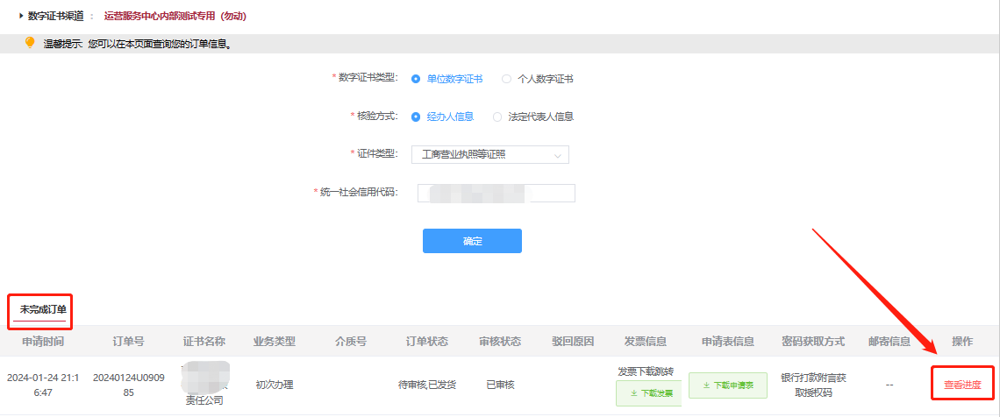 数字证书渠道 : 运营服务中心内部测试专用 (勿动)
温馨提示: 您可以在本页面查询您的订单信息。
* 数字证书类型: 单位数字证书 个人数字证书
* 核验方式: 经办人信息 法定代表人信息
* 证件类型: 工商营业执照等证照
* 统一社会信用代码:
确定
未完成订单
申请时间 订单号 证书名称 业务类型 介质号 订单状态 审核状态 驳回原因 发票信息 申请表信息 密码获取方式 邮寄信息 操作
2024-01-24 21:1
6:47
20240124U0909
85
责任公司
初次办理
待审核,已发货
已审核
发票下载跳转
下载发票
下载申请表
银行打款附言获
取授权码
--
查看进度